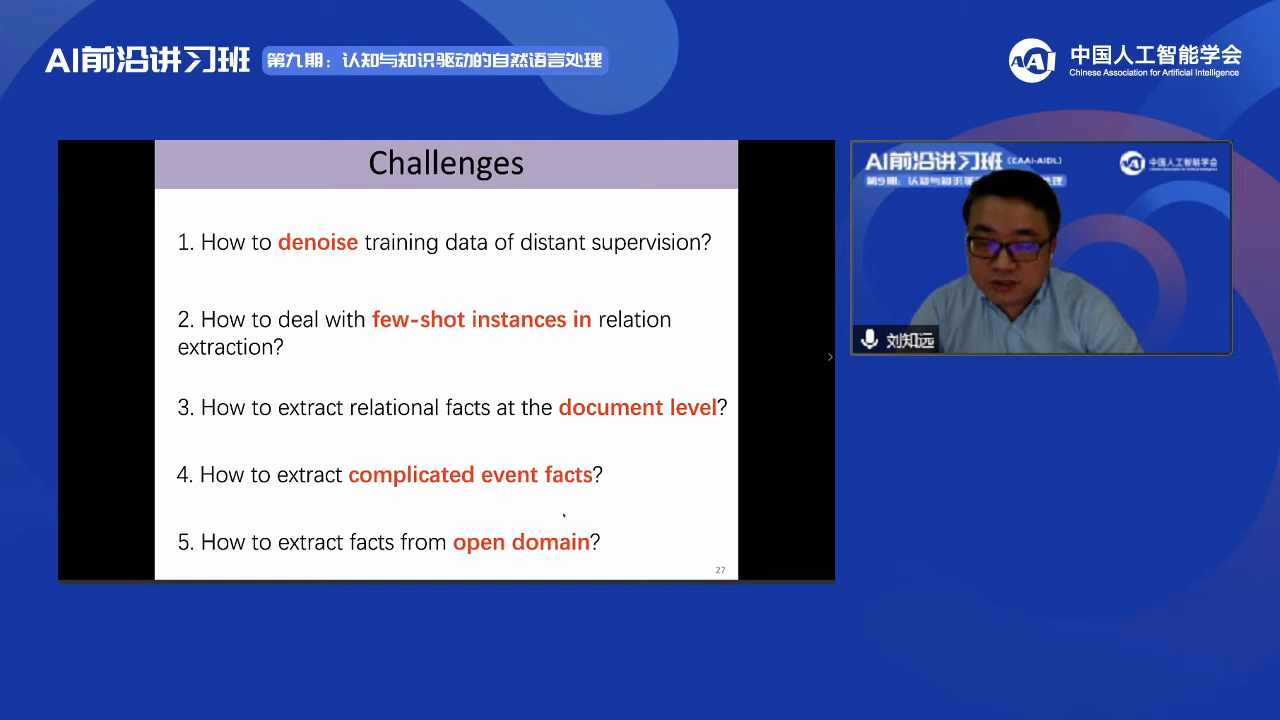 AI前沿讲习班
第九期：认知与知识驱动的自然语言处理
AAI
中国人工智能学会
Chinese Association for Artificial Intelligence
Challenges
1. How to denoise training data of distant supervision?
2. How to deal with few-shot instances in relation
extraction?
3. How to extract relational facts at the document level?
4. How to extract complicated event facts?
5. How to extract facts from open domain?
27
AI前沿讲习班 (CAAI-AIDL)
中国人工智能学会
刘知远